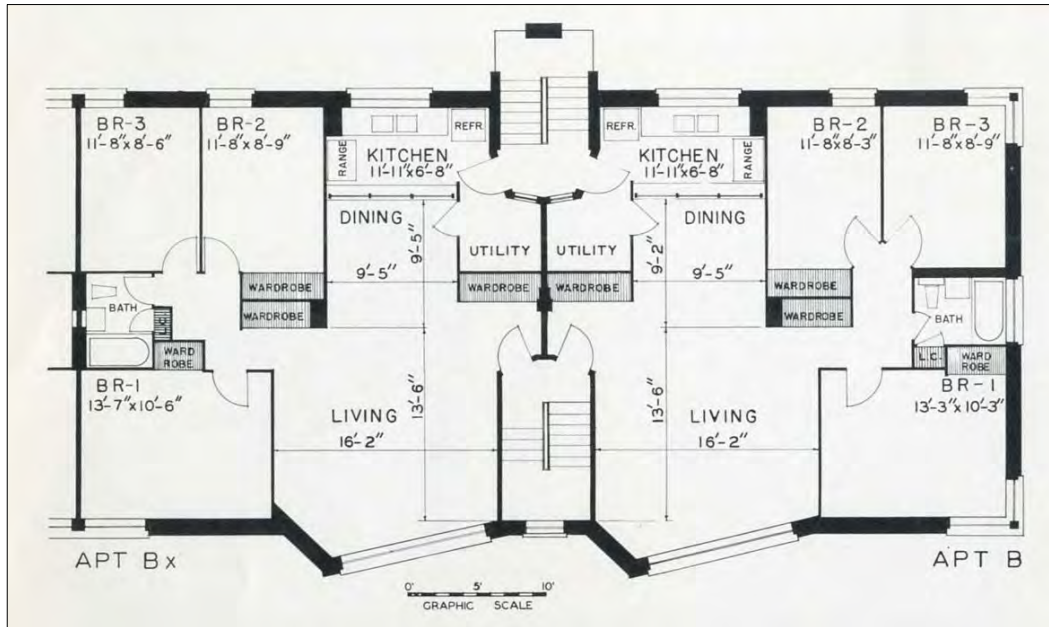 BR-3
11'-8"x8'-6"
BR-2
11'-8"x8'-9"
REFR.
RANGE
KITCHEN
11'-11"x6'-8"
DINING
9'-5"
9'-5"
UTILITY
WARDROBE
WARDROBE
WARDROBE
BATH
L.C.
WARD
ROBE
BR-1
13'-7"x10'-6"
LIVING
16'-2"
13'-6"
APT Bx
REFR.
KITCHEN
11'-11"x6'-8"
RANGE
BR-2
11'-8"x8'-3"
BR-3
11'-8"x8'-9"
UTILITY
9'-2"
DINING
9'-5"
WARDROBE
WARDROBE
WARDROBE
BATH
L.C.
WARD
ROBE
BR-1
13'-3"x10'-3"
LIVING
16'-2"
13'-6"
APT B
0' 5' 10'
GRAPHIC SCALE